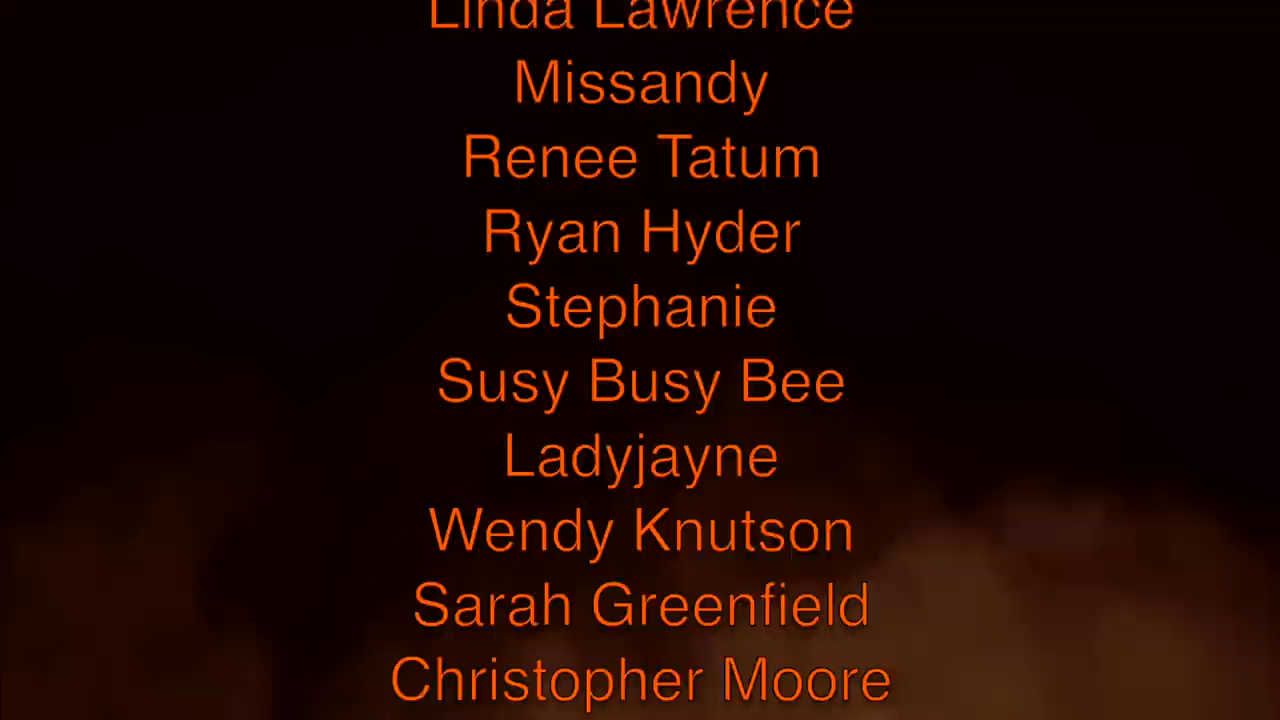 Linda Lawrence
Missandy
Renee Tatum
Ryan Hyder
Stephanie
Susy Busy Bee
Ladyjayne
Wendy Knutson
Sarah Greenfield
Christopher Moore